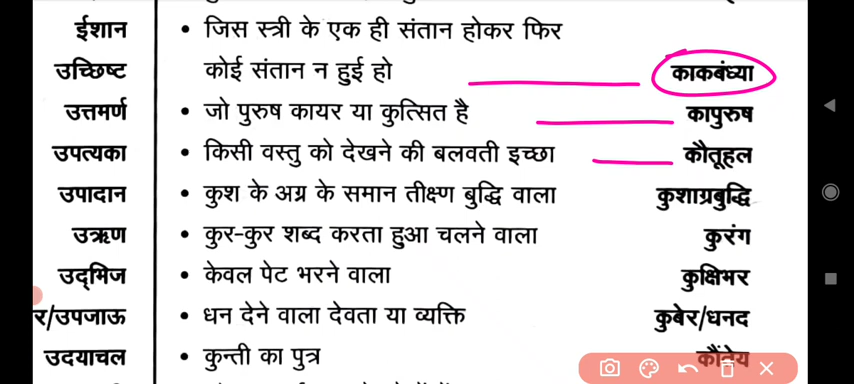 ईशान • जिस स्त्री के एक ही संतान होकर फिर
उच्छिष्ट कोई संतान न हुई हो काकबंध्या
उत्तमर्ण • जो पुरुष कायर या कुत्सित है कापुरुष
उपत्यका • किसी वस्तु को देखने की बलवती इच्छा कौतूहल
उपादान • कुश के अग्र के समान तीक्ष्ण बुद्धि वाला कुशाग्रबुद्धि
उऋण • कुर-कुर शब्द करता हुआ चलने वाला कुरंग
उद्भिज • केवल पेट भरने वाला कुक्षिभर
र/उपजाऊ • धन देने वाला देवता या व्यक्ति कुबेर/धनद
उदयाचल • कुन्ती का पुत्र कौंतेय